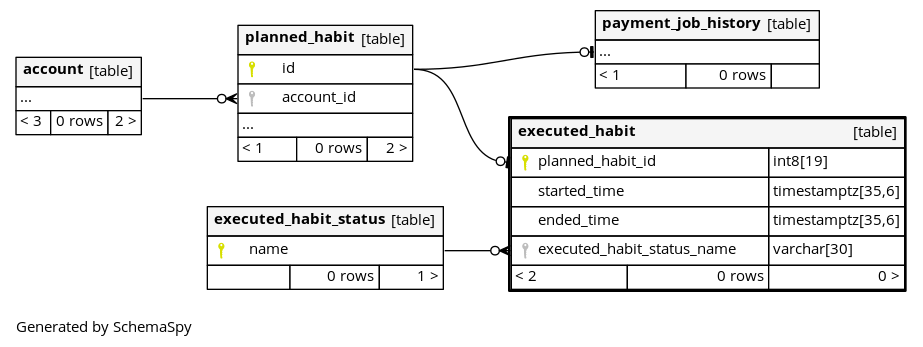 account [table]
...
< 3 0 rows 2 >
planned_habit [table]
id
account_id
...
< 1 0 rows 2 >
payment_job_history [table]
...
< 1 0 rows
executed_habit [table]
planned_habit_id int8[19]
started_time timestamptz[35,6]
ended_time timestamptz[35,6]
executed_habit_status_name varchar[30]
< 2 0 rows 0 >
executed_habit_status [table]
name
0 rows 1 >
Generated by SchemaSpy